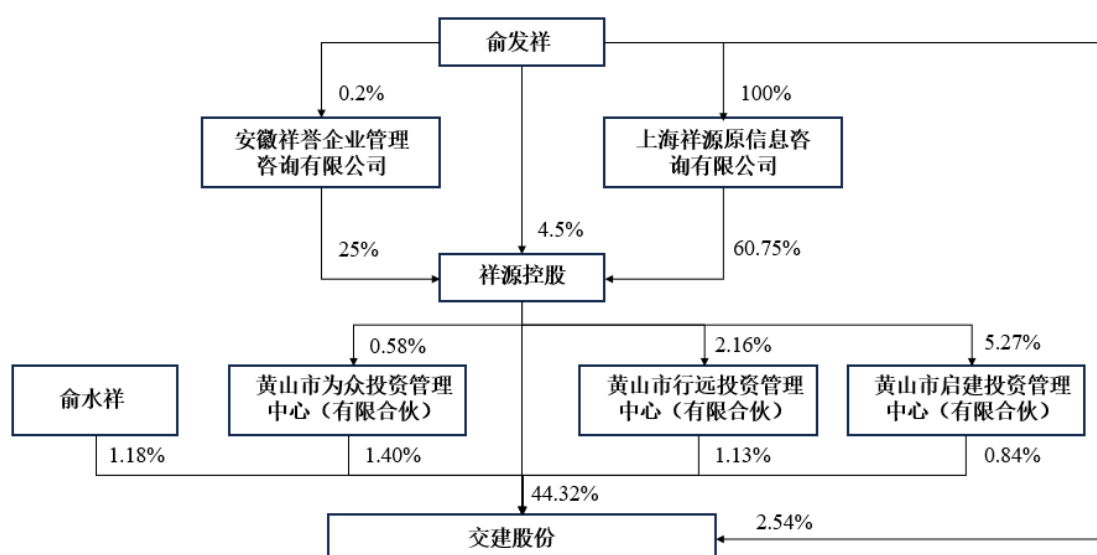 俞发祥
0.2%
100%
安徽祥誉企业管理
咨询有限公司
上海祥源原信息咨
询有限公司
25%
4.5%
60.75%
祥源控股
0.58%
2.16%
5.27%
俞水祥
黄山市为众投资管理
中心（有限合伙）
黄山市行远投资管理
中心（有限合伙）
黄山市启建投资管理
中心（有限合伙）
1.18%
1.40%
1.13%
0.84%
44.32%
交建股份
2.54%